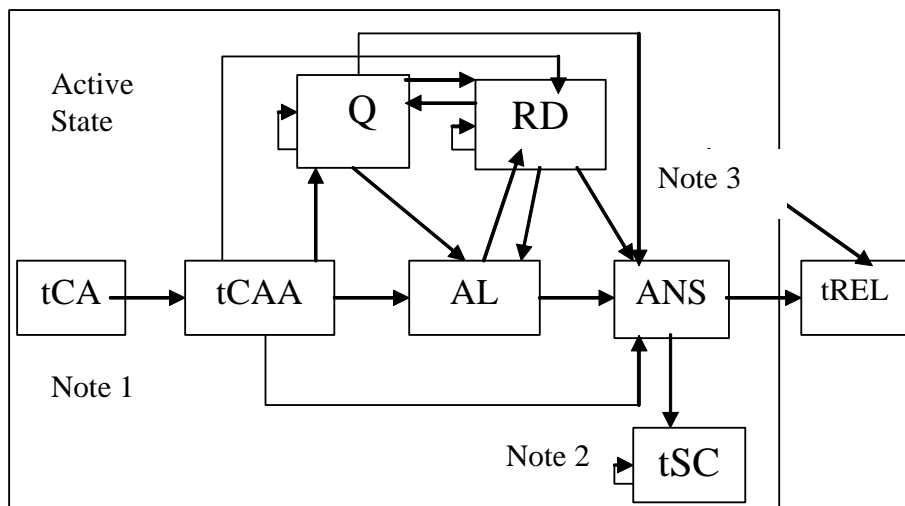 Active
State
Q
RD
Note 3
tCA
tCAA
AL
ANS
tREL
Note 1
Note 2
tSC